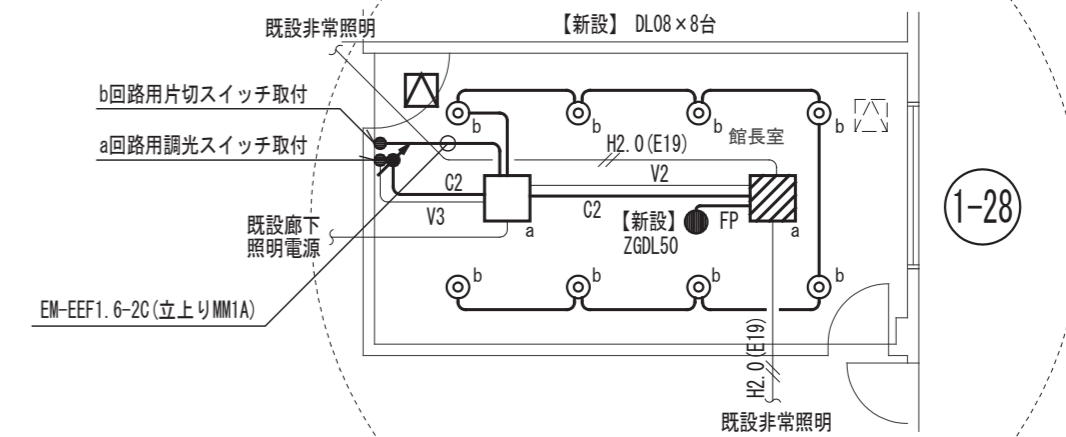 既設非常照明
【新設】 DL08×8台
b回路用片切スイッチ取付
a回路用調光スイッチ取付
b
b
b
b
館長室
H2.0(E19)
C2
V2
V3
C2
【新設】
ZGDL50
FP
a
a
1-28
既設廊下
照明電源
b
b
b
b
EM-EEF1.6-2C(立上りMM1A)
H2.0(E19)
既設非常照明